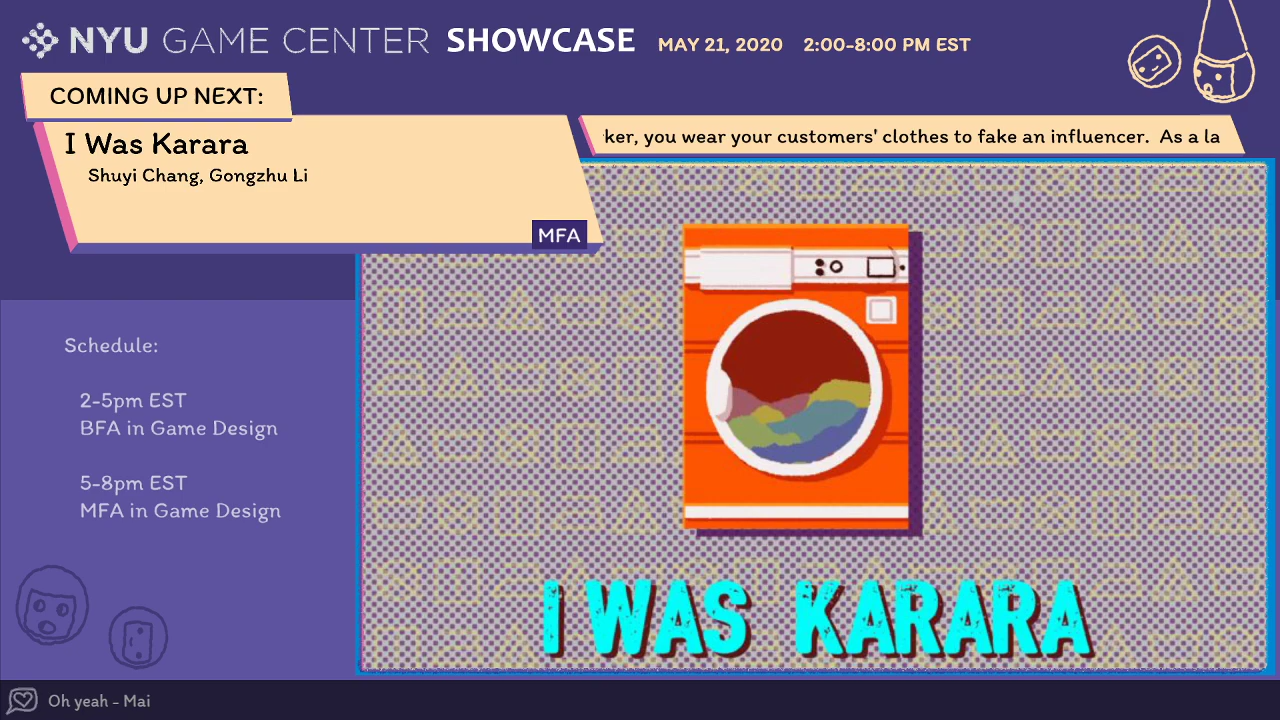 NYU GAME CENTER SHOWCASE MAY 21, 2020 2:00-8:00 PM EST
COMING UP NEXT:
I Was Karara
Shuyi Chang, Gongzhu Li
MFA
ker, you wear your customers' clothes to fake an influencer. As a la
Schedule:
2-5pm EST
BFA in Game Design
5-8pm EST
MFA in Game Design
I WAS KARARA
Oh yeah - Mai